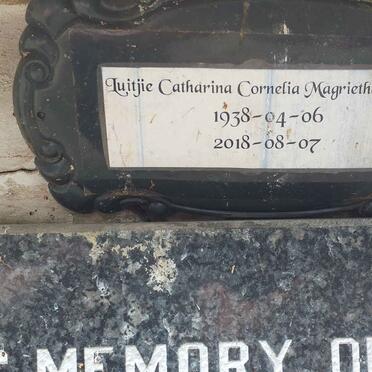 Luitjie Catharina Cornelia Magrieth
1938-04-06
2018-08-07
MEMORY